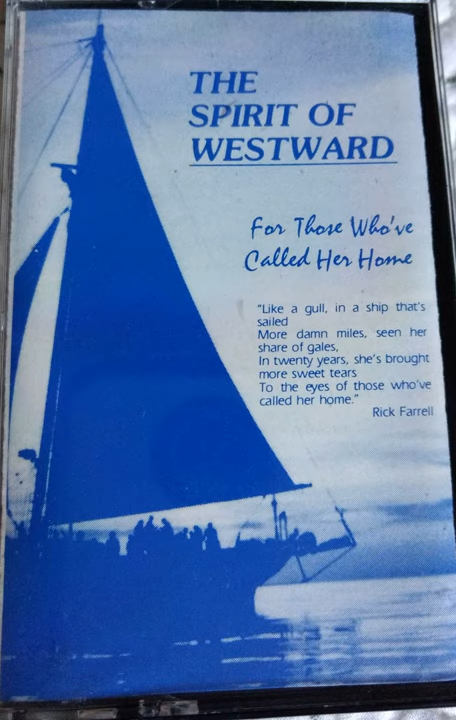 THE
SPIRIT OF
WESTWARD
For Those Who've
Called Her Home
"Like a gull, in a ship that's
sailed
More damn miles, seen her
share of gales,
In twenty years, she's brought
more sweet tears
To the eyes of those who've
called her home."
Rick Farrell